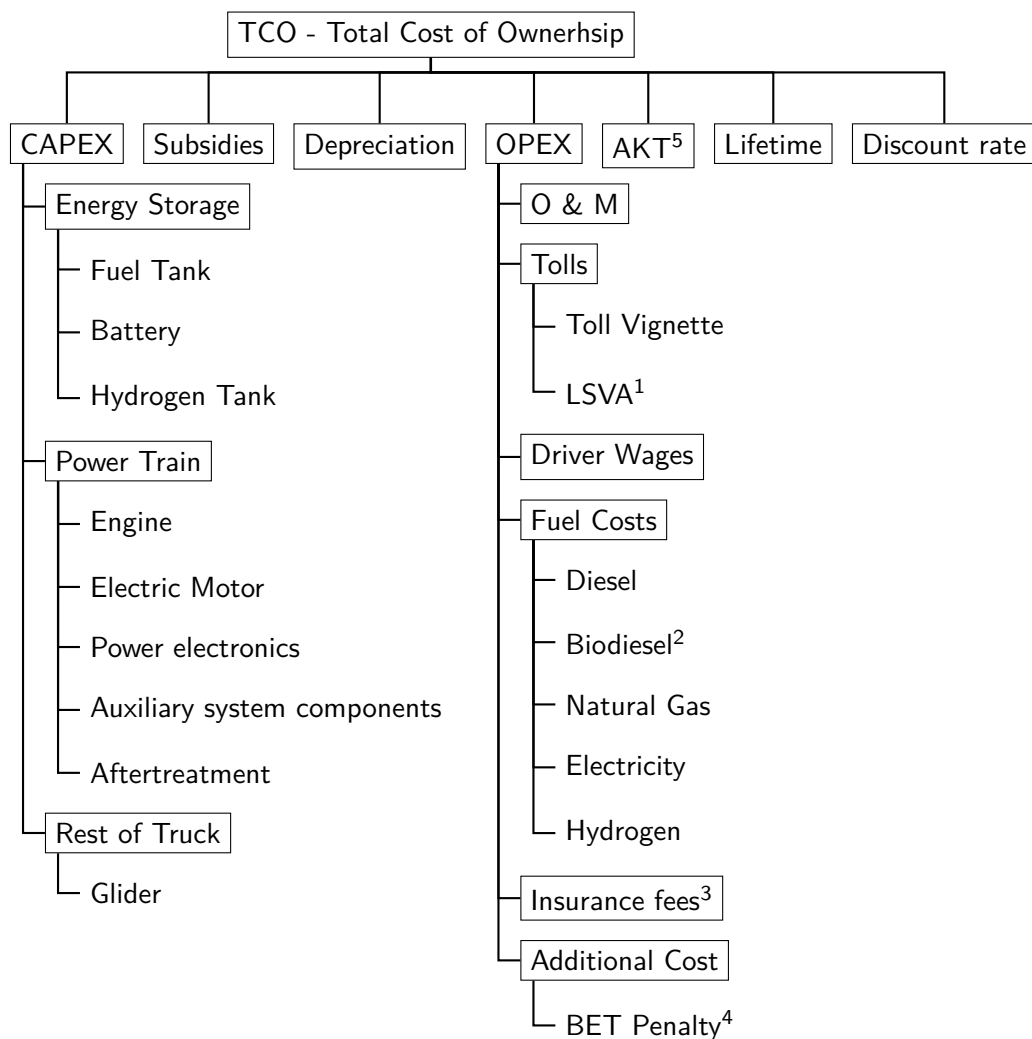 TCO - Total Cost of Ownerhsip
CAPEX
Subsidies
Depreciation
OPEX
AKT⁵
Lifetime
Discount rate
Energy Storage
Fuel Tank
Battery
Hydrogen Tank
Power Train
Engine
Electric Motor
Power electronics
Auxiliary system components
Aftertreatment
Rest of Truck
Glider
O & M
Tolls
Toll Vignette
LSVA¹
Driver Wages
Fuel Costs
Diesel
Biodiesel²
Natural Gas
Electricity
Hydrogen
Insurance fees³
Additional Cost
BET Penalty⁴